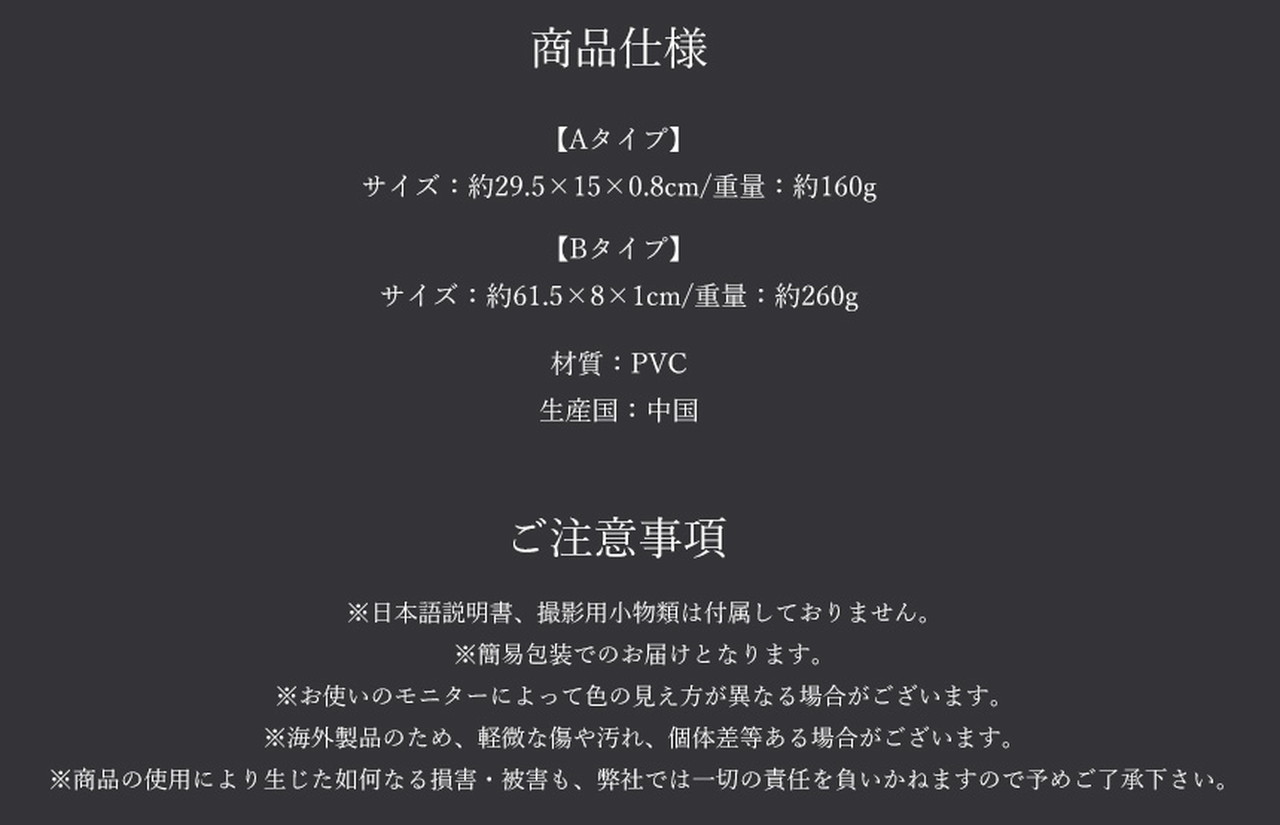 商品仕様
【Aタイプ】
サイズ：約29.5×15×0.8cm/重量：約160g
【Bタイプ】
サイズ：約61.5×8×1cm/重量：約260g
材質：PVC
生産国：中国
ご注意事項
※日本語説明書、撮影用小物類は付属しておりません。
※簡易包装でのお届けとなります。
※お使いのモニターによって色の見え方が異なる場合がございます。
※海外製品のため、軽微な傷や汚れ、個体差等ある場合がございます。
※商品の使用により生じた如何なる損害・被害も、弊社では一切の責任を負いかねますので予めご了承下さい。